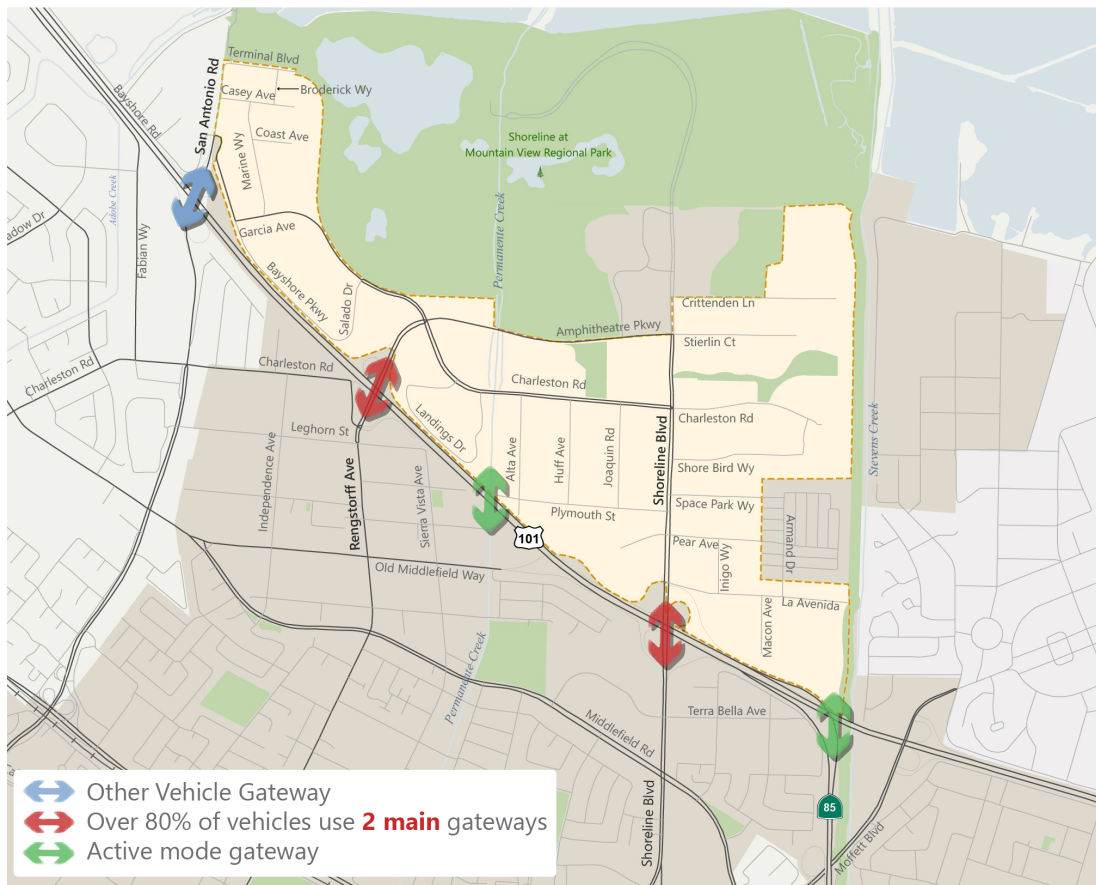 Terminal Blvd
Broderick Wy
Casey Ave
San Antonio Rd
Bayshore Rd
Coast Ave
Marine Wy
Shoreline at
Mountain View Regional Park
Adobe Creek
Permanente Creek
Garcia Ave
Fabian Wy
Bayshore Pkwy
Salado Dr
Crittenden Ln
Amphitheatre Pkwy
Stierlin Ct
Charleston Rd
Charleston Rd
Charleston Rd
Charleston Rd
Landings Dr
Leghorn St
Independence Ave
Rengstorff Ave
Sierra Vista Ave
Alta Ave
Huff Ave
Joaquin Rd
Shoreline Blvd
Shore Bird Wy
Stevens Creek
Space Park Wy
Plymouth St
101
Armand Dr
Pear Ave
Inigo Wy
Old Middlefield Way
La Avenida
Macon Ave
Permanente Creek
Terra Bella Ave
Middlefield Rd
Shoreline Blvd
85
Moffett Blvd
Other Vehicle Gateway
Over 80% of vehicles use 2 main gateways
Active mode gateway